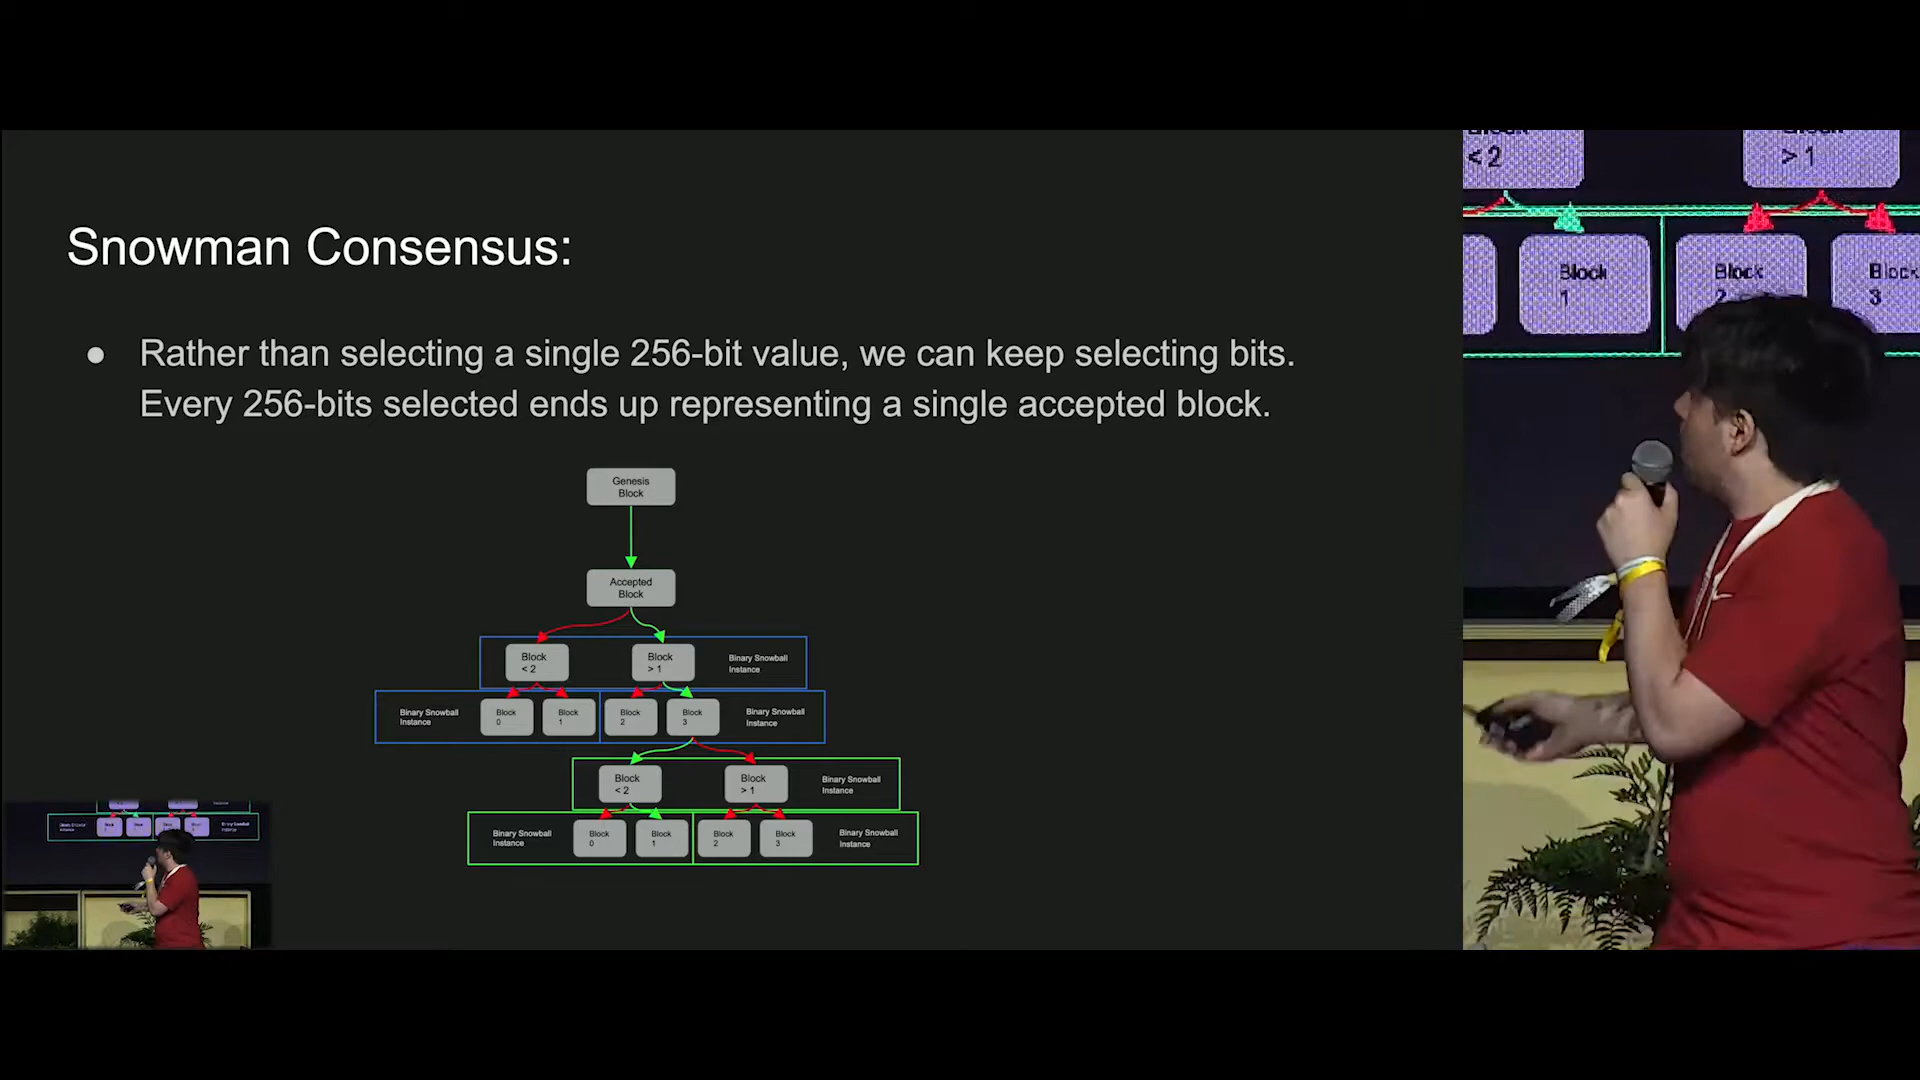 Snowman Consensus:
● Rather than selecting a single 256-bit value, we can keep selecting bits.
Every 256-bits selected ends up representing a single accepted block.
Genesis
Block
Accepted
Block
Block
< 2
Block
> 1
Binary Snowball
Instance
Binary Snowball
Instance
Block
0
Block
1
Block
2
Block
3
Binary Snowball
Instance
Block
< 2
Block
> 1
Binary Snowball
Instance
Binary Snowball
Instance
Block
0
Block
1
Block
2
Block
3
Binary Snowball
Instance
Block
< 2
Block
> 1
Block
1
Block
2
Block
3